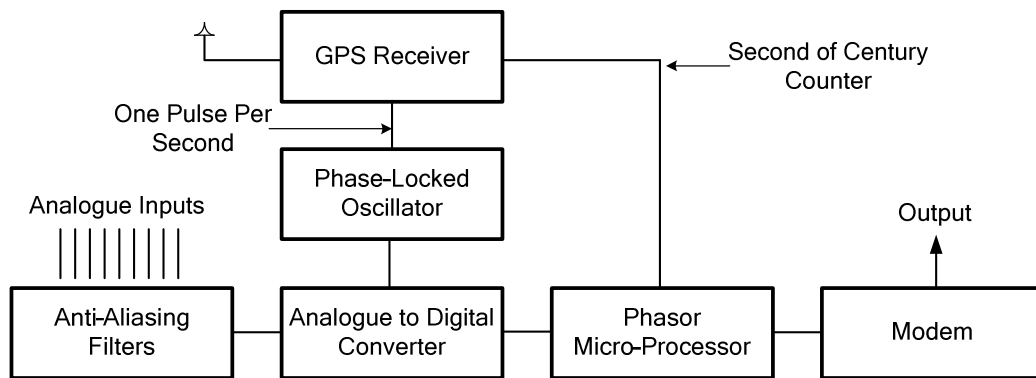 GPS Receiver
Second of Century
Counter
One Pulse Per
Second
Phase-Locked
Oscillator
Analogue Inputs
Output
Anti-Aliasing
Filters
Analogue to Digital
Converter
Phasor
Micro-Processor
Modem